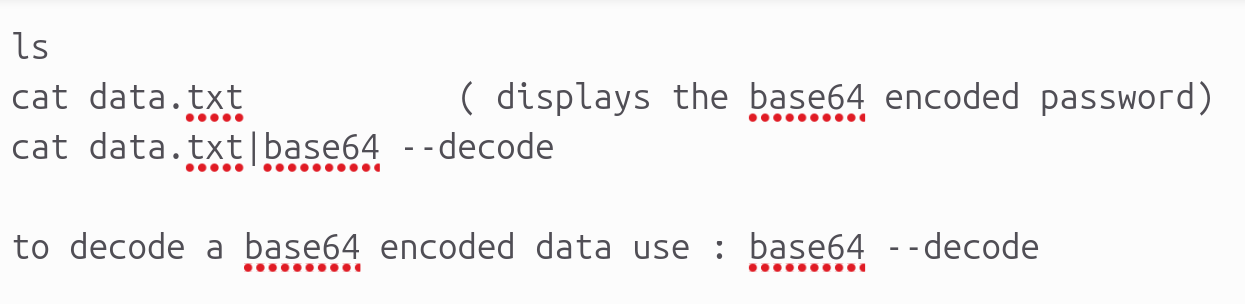 ls
cat data.txt ( displays the base64 encoded password)
cat data.txt|base64 --decode
to decode a base64 encoded data use : base64 --decode